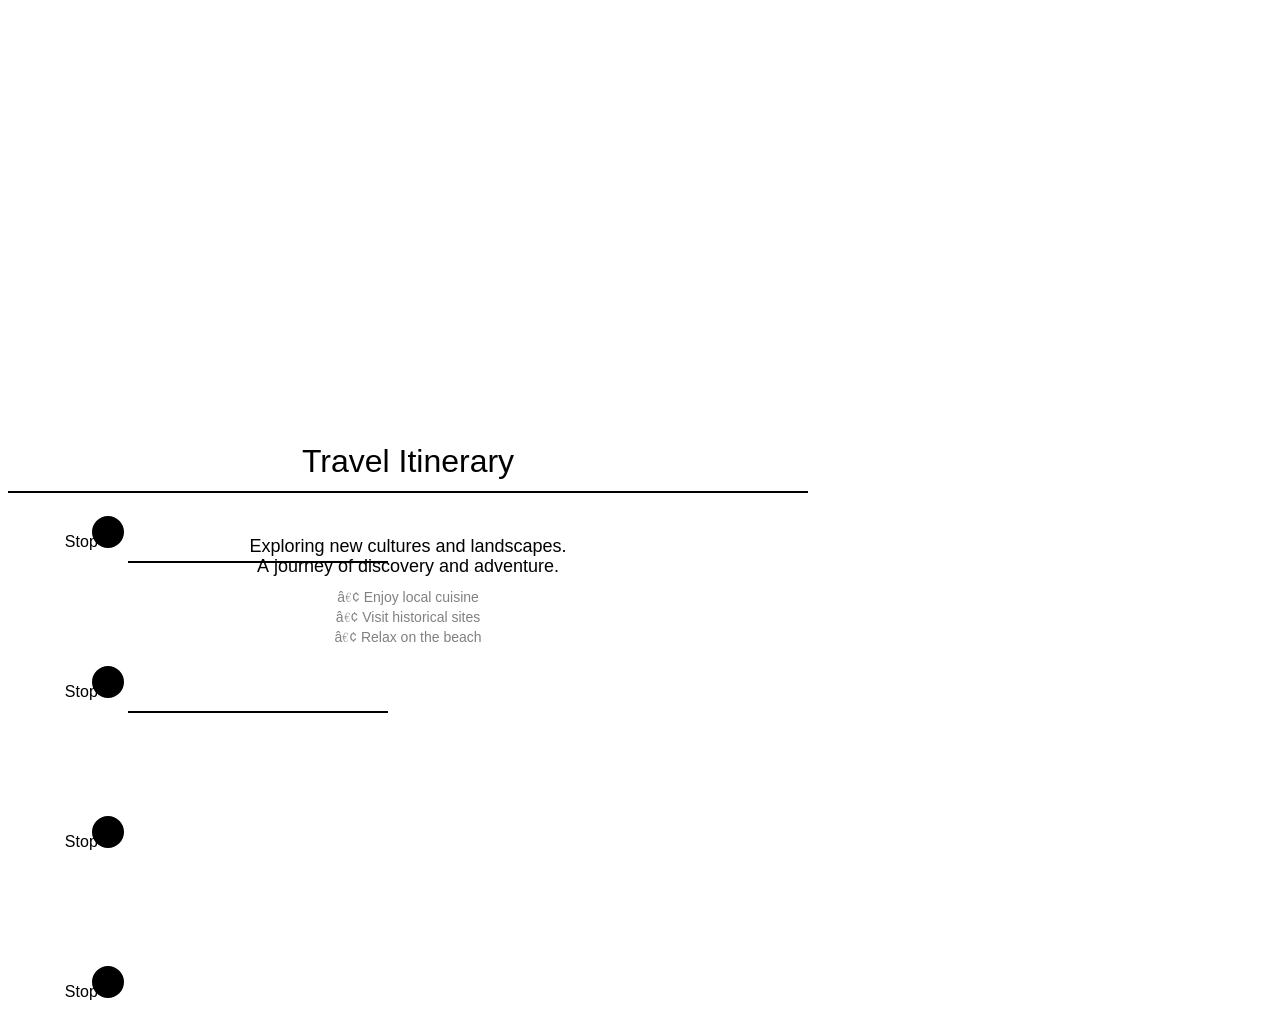 Travel Itinerary
Stop
Exploring new cultures and landscapes.
A journey of discovery and adventure.
â€¢ Enjoy local cuisine
â€¢ Visit historical sites
â€¢ Relax on the beach
Stop
Stop
Stop